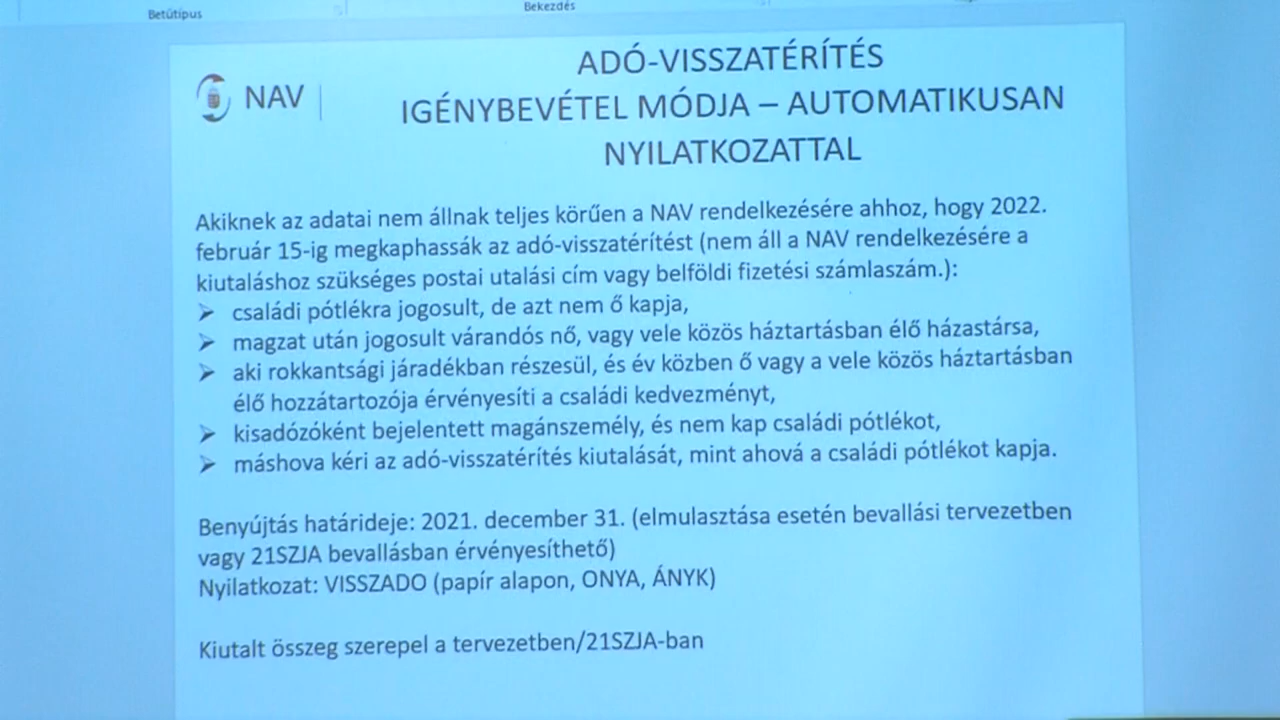 Betűtípus
Bekezdés
NAV
ADÓ-VISSZATÉRÍTÉS
IGÉNYBEVÉTEL MÓDJA – AUTOMATIKUSAN
NYILATKOZATTAL
Akiknek az adatai nem állnak teljes körűen a NAV rendelkezésére ahhoz, hogy 2022.
február 15-ig megkaphassák az adó-visszatérítést (nem áll a NAV rendelkezésére a
kiutaláshoz szükséges postai utalási cím vagy belföldi fizetési számlaszám.):
➢ családi pótlékra jogosult, de azt nem ő kapja,
➢ magzat után jogosult várandós nő, vagy vele közös háztartásban élő házastársa,
➢ aki rokkantsági járadékban részesül, és év közben ő vagy a vele közös háztartásban
élő hozzátartozója érvényesíti a családi kedvezményt,
➢ kisadózóként bejelentett magánszemély, és nem kap családi pótlékot,
➢ máshova kéri az adó-visszatérítés kiutalását, mint ahová a családi pótlékot kapja.
Benyújtás határideje: 2021. december 31. (elmulasztása esetén bevallási tervezetben
vagy 21SZJA bevallásban érvényesíthető)
Nyilatkozat: VISSZADO (papír alapon, ONYA, ÁNYK)
Kiutalt összeg szerepel a tervezetben/21SZJA-ban